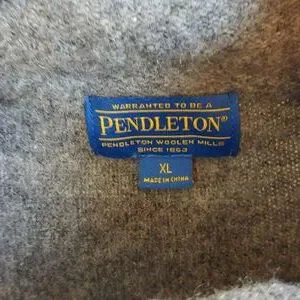 WARRANTED TO BE A
PENDLETON®
PENDLETON WOOLEN MILLS
SINCE 1863
XL
MADE IN CHINA